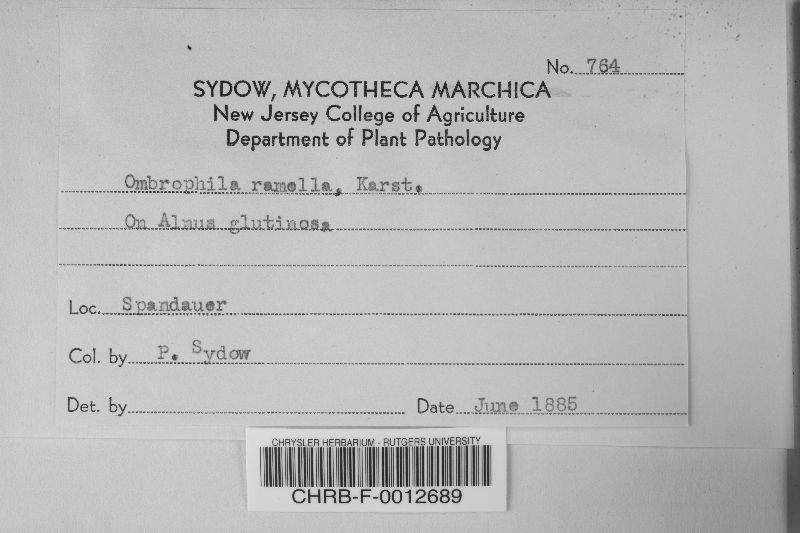 No. 764
SYDOW, MYCOTHECA MARCHICA
New Jersey College of Agriculture
Department of Plant Pathology
Ombrophila ramella, Karst.
On Alnus glutinosa
Loc. Spandauer
Col. by P. Sydow
Det. by
Date June 1885
CHRYSLER HERBARIUM - RUTGERS UNIVERSITY
CHRB-F-0012689